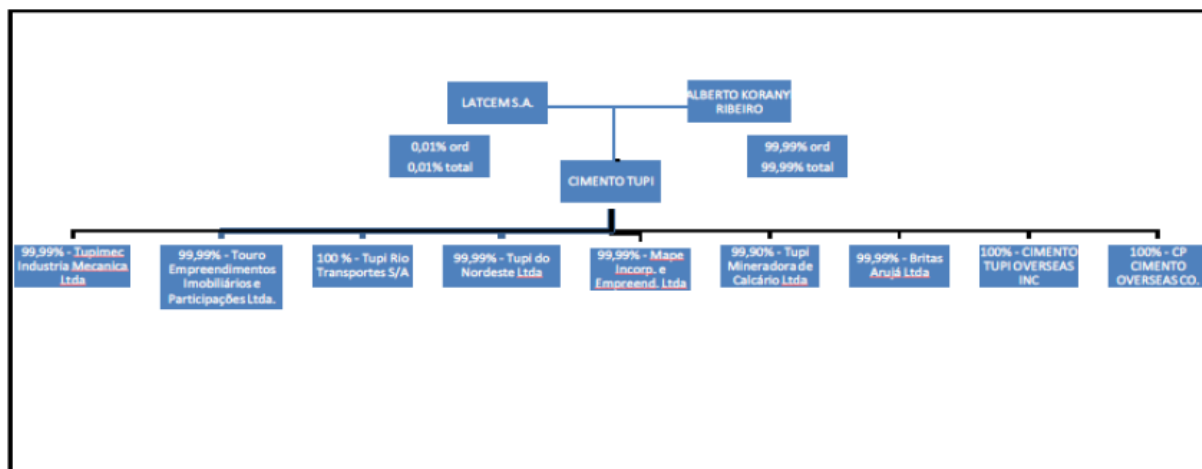 LATCEM S.A.
ALBERTO KORANY
RIBEIRO
0,01% ord
0,01% total
99,99% ord
99,99% total
CIMENTO TUPI
99,99% - Tupimec
Industria Mecanica
Ltda
99,99% - Touro
Empreendimentos
Imobiliários e
Participações Ltda.
100 % - Tupi Rio
Transportes S/A
99,99% - Tupi do
Nordeste Ltda
99,99% - Mape
Incorp. e
Empreend. Ltda
99,90% - Tupi
Mineradora de
Calcário Ltda
99,99% - Britas
Arujá Ltda
100% - CIMENTO
TUPI OVERSEAS
INC
100% - CP
CIMENTO
OVERSEAS CO.